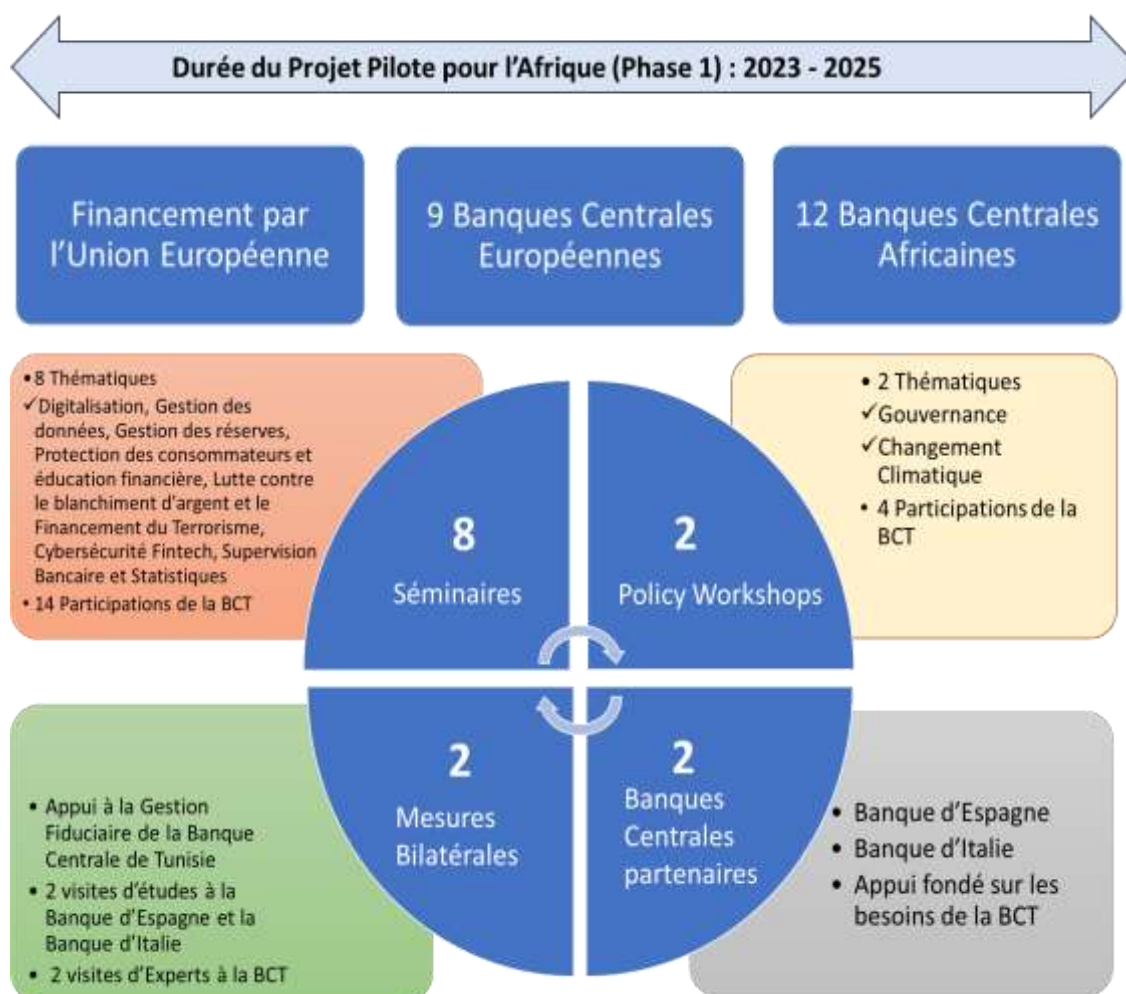 Durée du Projet Pilote pour l'Afrique (Phase 1) : 2023 - 2025
Financement par
l'Union Européenne
9 Banques Centrales
Européennes
12 Banques Centrales
Africaines
•8 Thématiques
✓Digitalisation, Gestion des
données, Gestion des réserves,
Protection des consommateurs et
éducation financière, Lutte contre
le blanchiment d'argent et le
Financement du Terrorisme,
Cybersécurité Fintech, Supervision
Bancaire et Statistiques
• 14 Participations de la BCT
8
Séminaires
2
Policy Workshops
• 2 Thématiques
✓Gouvernance
✓Changement
Climatique
• 4 Participations de la
BCT
• Appui à la Gestion
Fiduciaire de la Banque
Centrale de Tunisie
• 2 visites d'études à la
Banque d'Espagne et la
Banque d'Italie
• 2 visites d'Experts à la BCT
2
Mesures
Bilatérales
2
Banques
Centrales
partenaires
• Banque d'Espagne
• Banque d'Italie
• Appui fondé sur les
besoins de la BCT